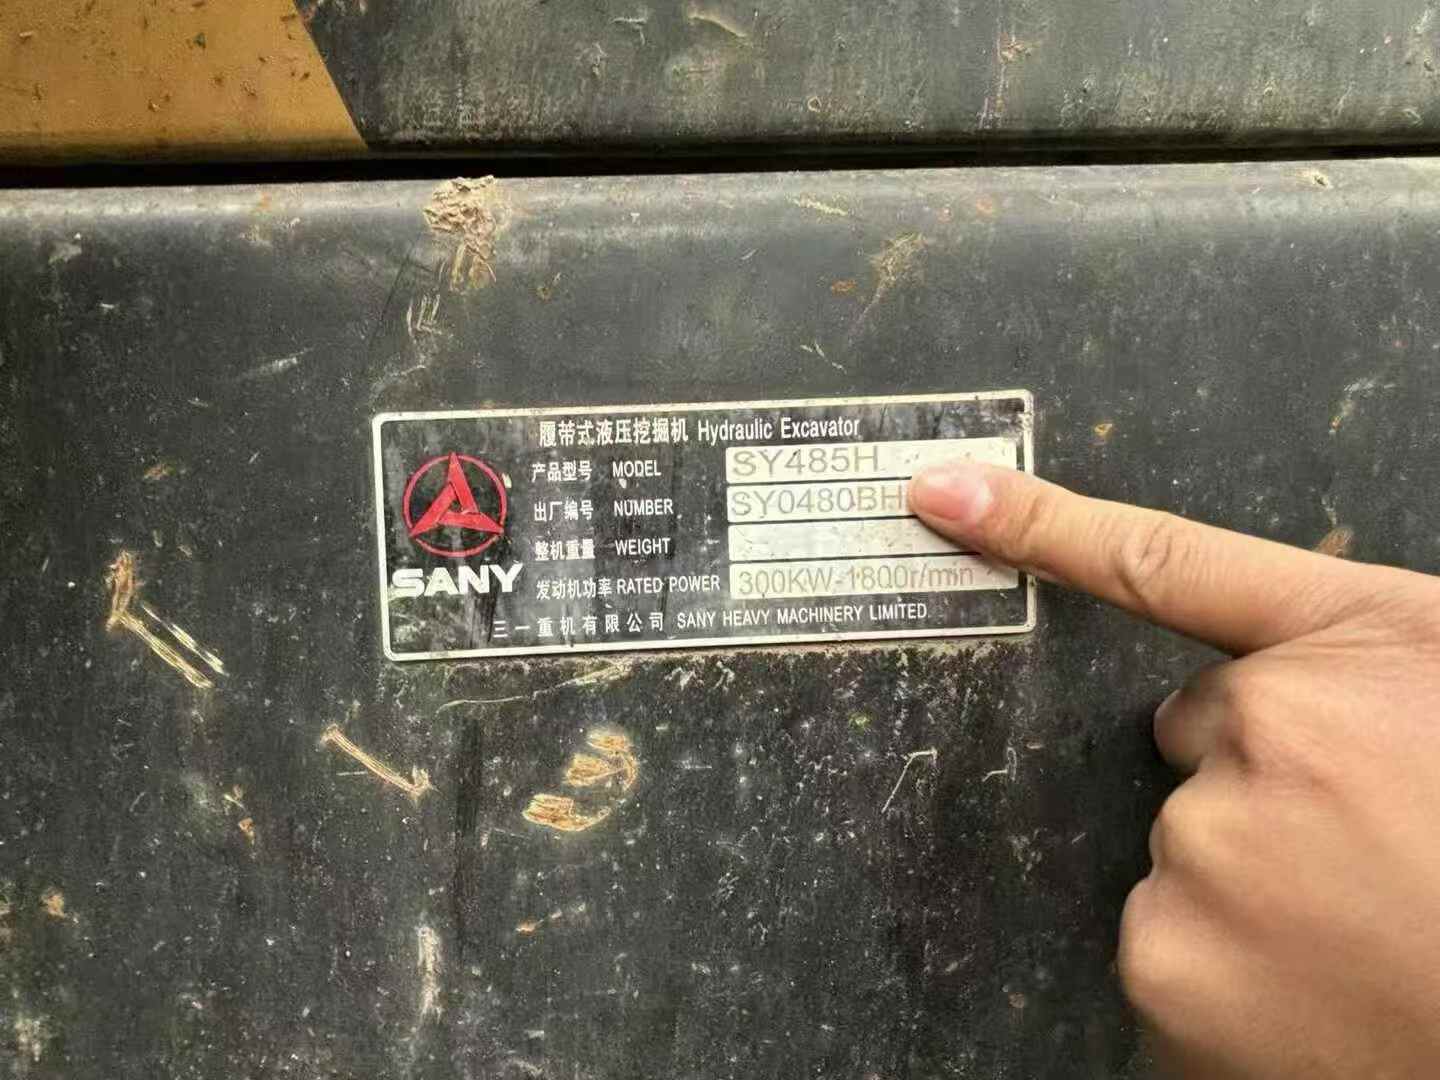 履带式液压挖掘机 Hydraulic Excavator
产品型号 MODEL SY485H
出厂编号 NUMBER SY0480BH
整机重量 WEIGHT
发动机功率 RATED POWER 300KW-1800r/min
三一重机有限公司 SANY HEAVY MACHINERY LIMITED
SANY